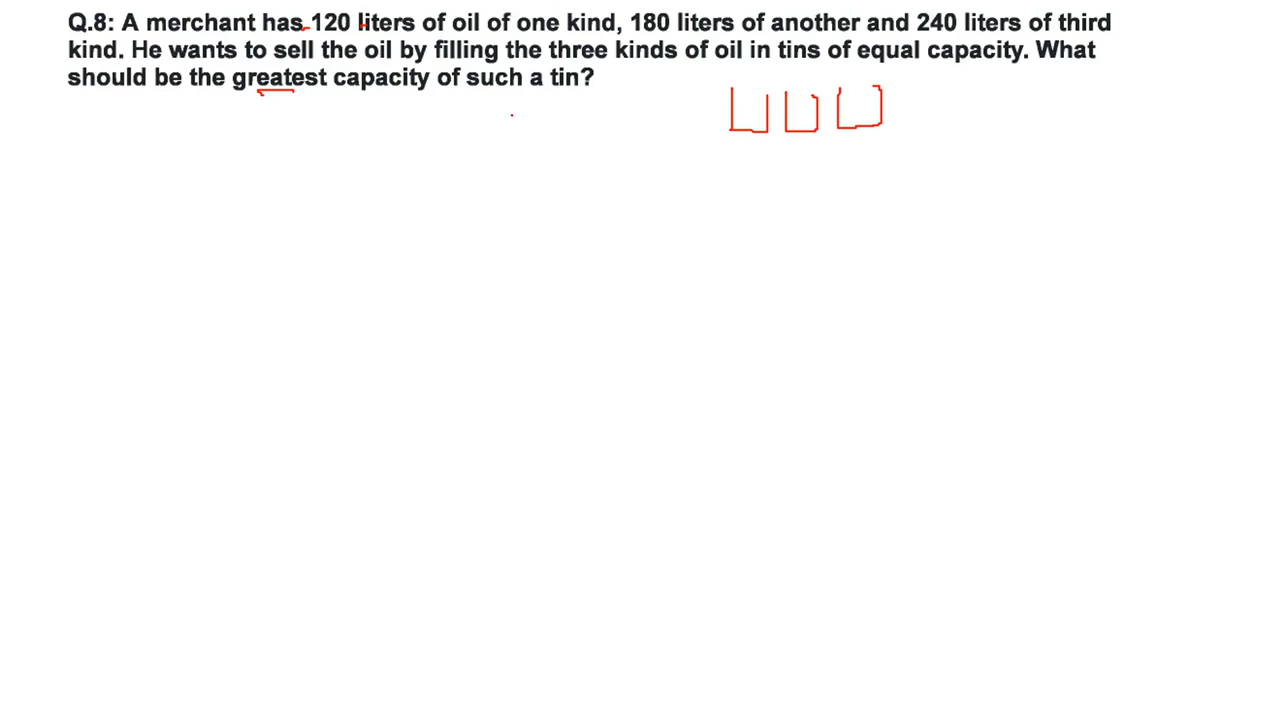 Q.8: A merchant has 120 liters of oil of one kind, 180 liters of another and 240 liters of third
kind. He wants to sell the oil by filling the three kinds of oil in tins of equal capacity. What
should be the greatest capacity of such a tin?